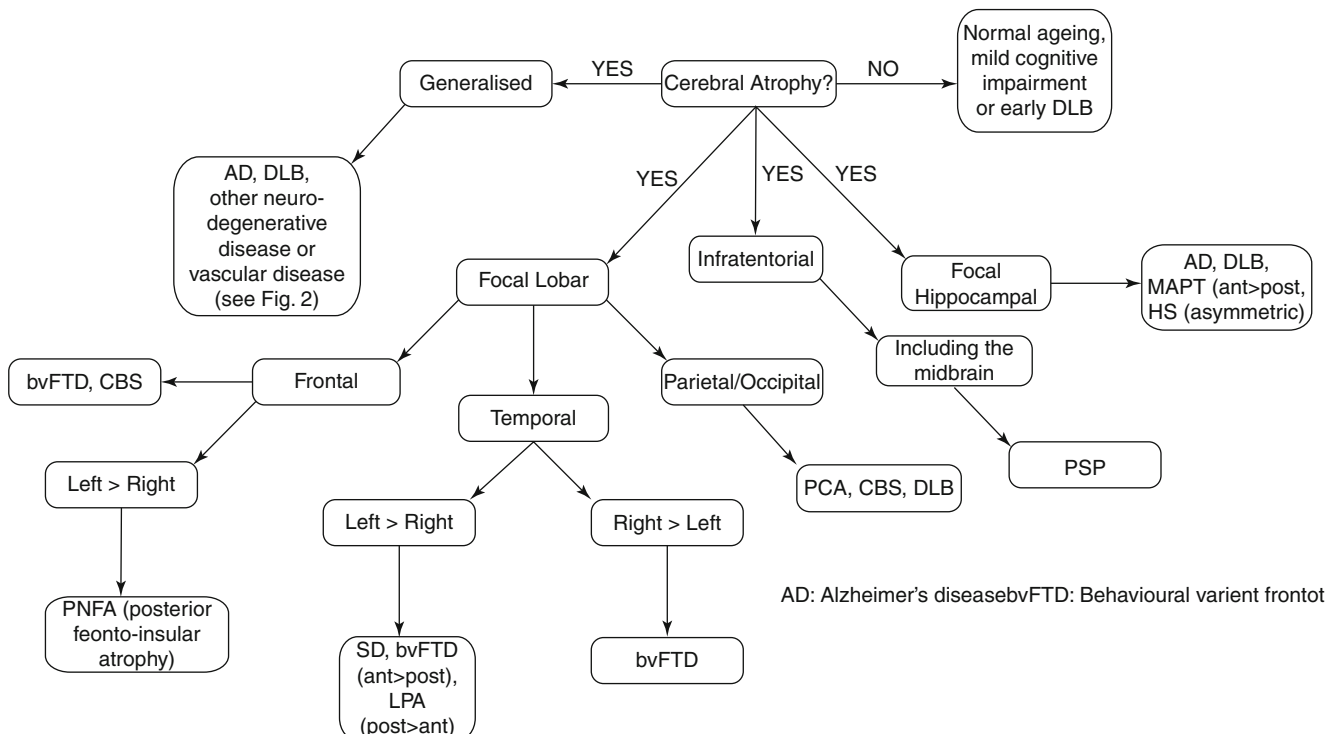 Normal ageing,
mild cognitive
impairment
or early DLB
NO
Cerebral Atrophy?
YES
Generalised
AD, DLB,
other neuro-
degenerative
disease or
vascular disease
(see Fig. 2)
YES
YES
YES
Focal Lobar
Infratentorial
Focal
Hippocampal
AD, DLB,
MAPT (ant>post,
HS (asymmetric)
Including the
midbrain
PSP
bvFTD, CBS
Frontal
Temporal
Parietal/Occipital
PCA, CBS, DLB
Left > Right
PNFA (posterior
feonto-insular
atrophy)
Left > Right
Right > Left
SD, bvFTD
(ant>post),
LPA
(post>ant)
bvFTD
AD: Alzheimer's diseasebvFTD: Behavioural varient frontot